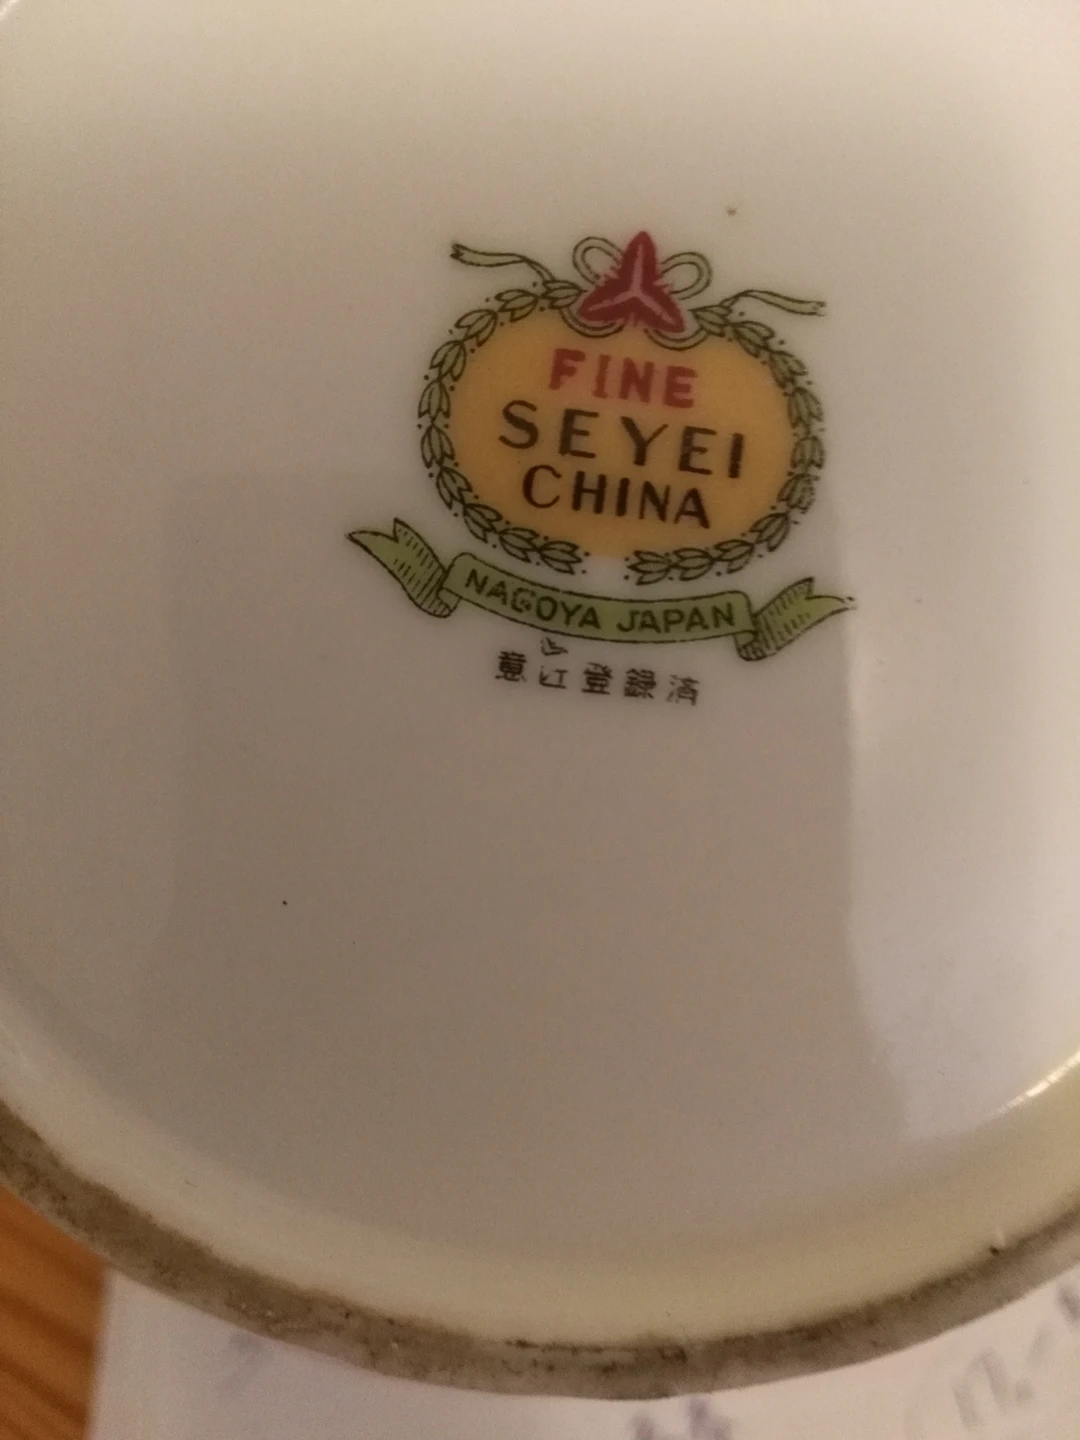 FINE
SEYEI
CHINA
NAGOYA JAPAN
意匠登録済